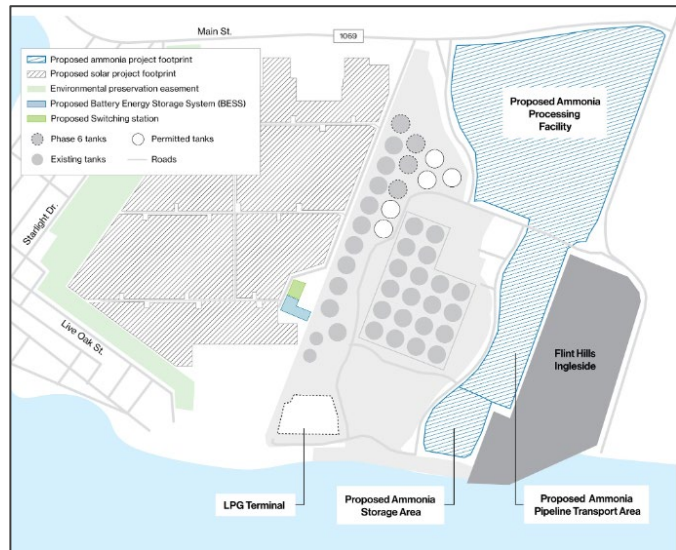 Main St.
1069
Proposed ammonia project footprint
Proposed solar project footprint
Environmental preservation easement
Proposed Battery Energy Storage System (BESS)
Proposed Switching station
Phase 6 tanks
Permitted tanks
Existing tanks
Roads
Proposed Ammonia
Processing
Facility
Starlight Dr.
Live Oak St.
Flint Hills
Ingleside
LPG Terminal
Proposed Ammonia
Storage Area
Proposed Ammonia
Pipeline Transport Area